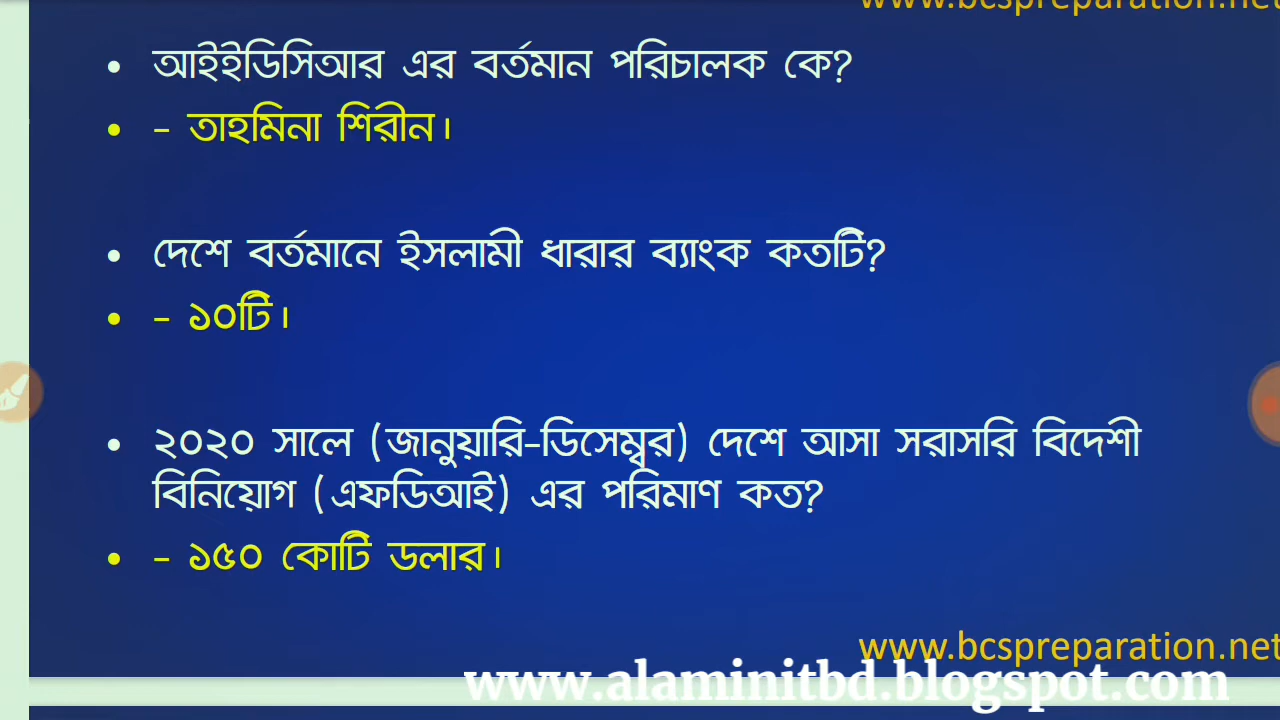 www.bcspreparation.net
• আইইডিসিআর এর বর্তমান পরিচালক কে?
• - তাহমিনা শিরীন।
• দেশে বর্তমানে ইসলামী ধারার ব্যাংক কতটি?
• - ১০টি।
• ২০২০ সালে (জানুয়ারি-ডিসেম্বর) দেশে আসা সরাসরি বিদেশী
বিনিয়োগ (এফডিআই) এর পরিমাণ কত?
• - ১৫০ কোটি ডলার।
www.bcspreparation.net
www.alaminitbd.blogspot.com